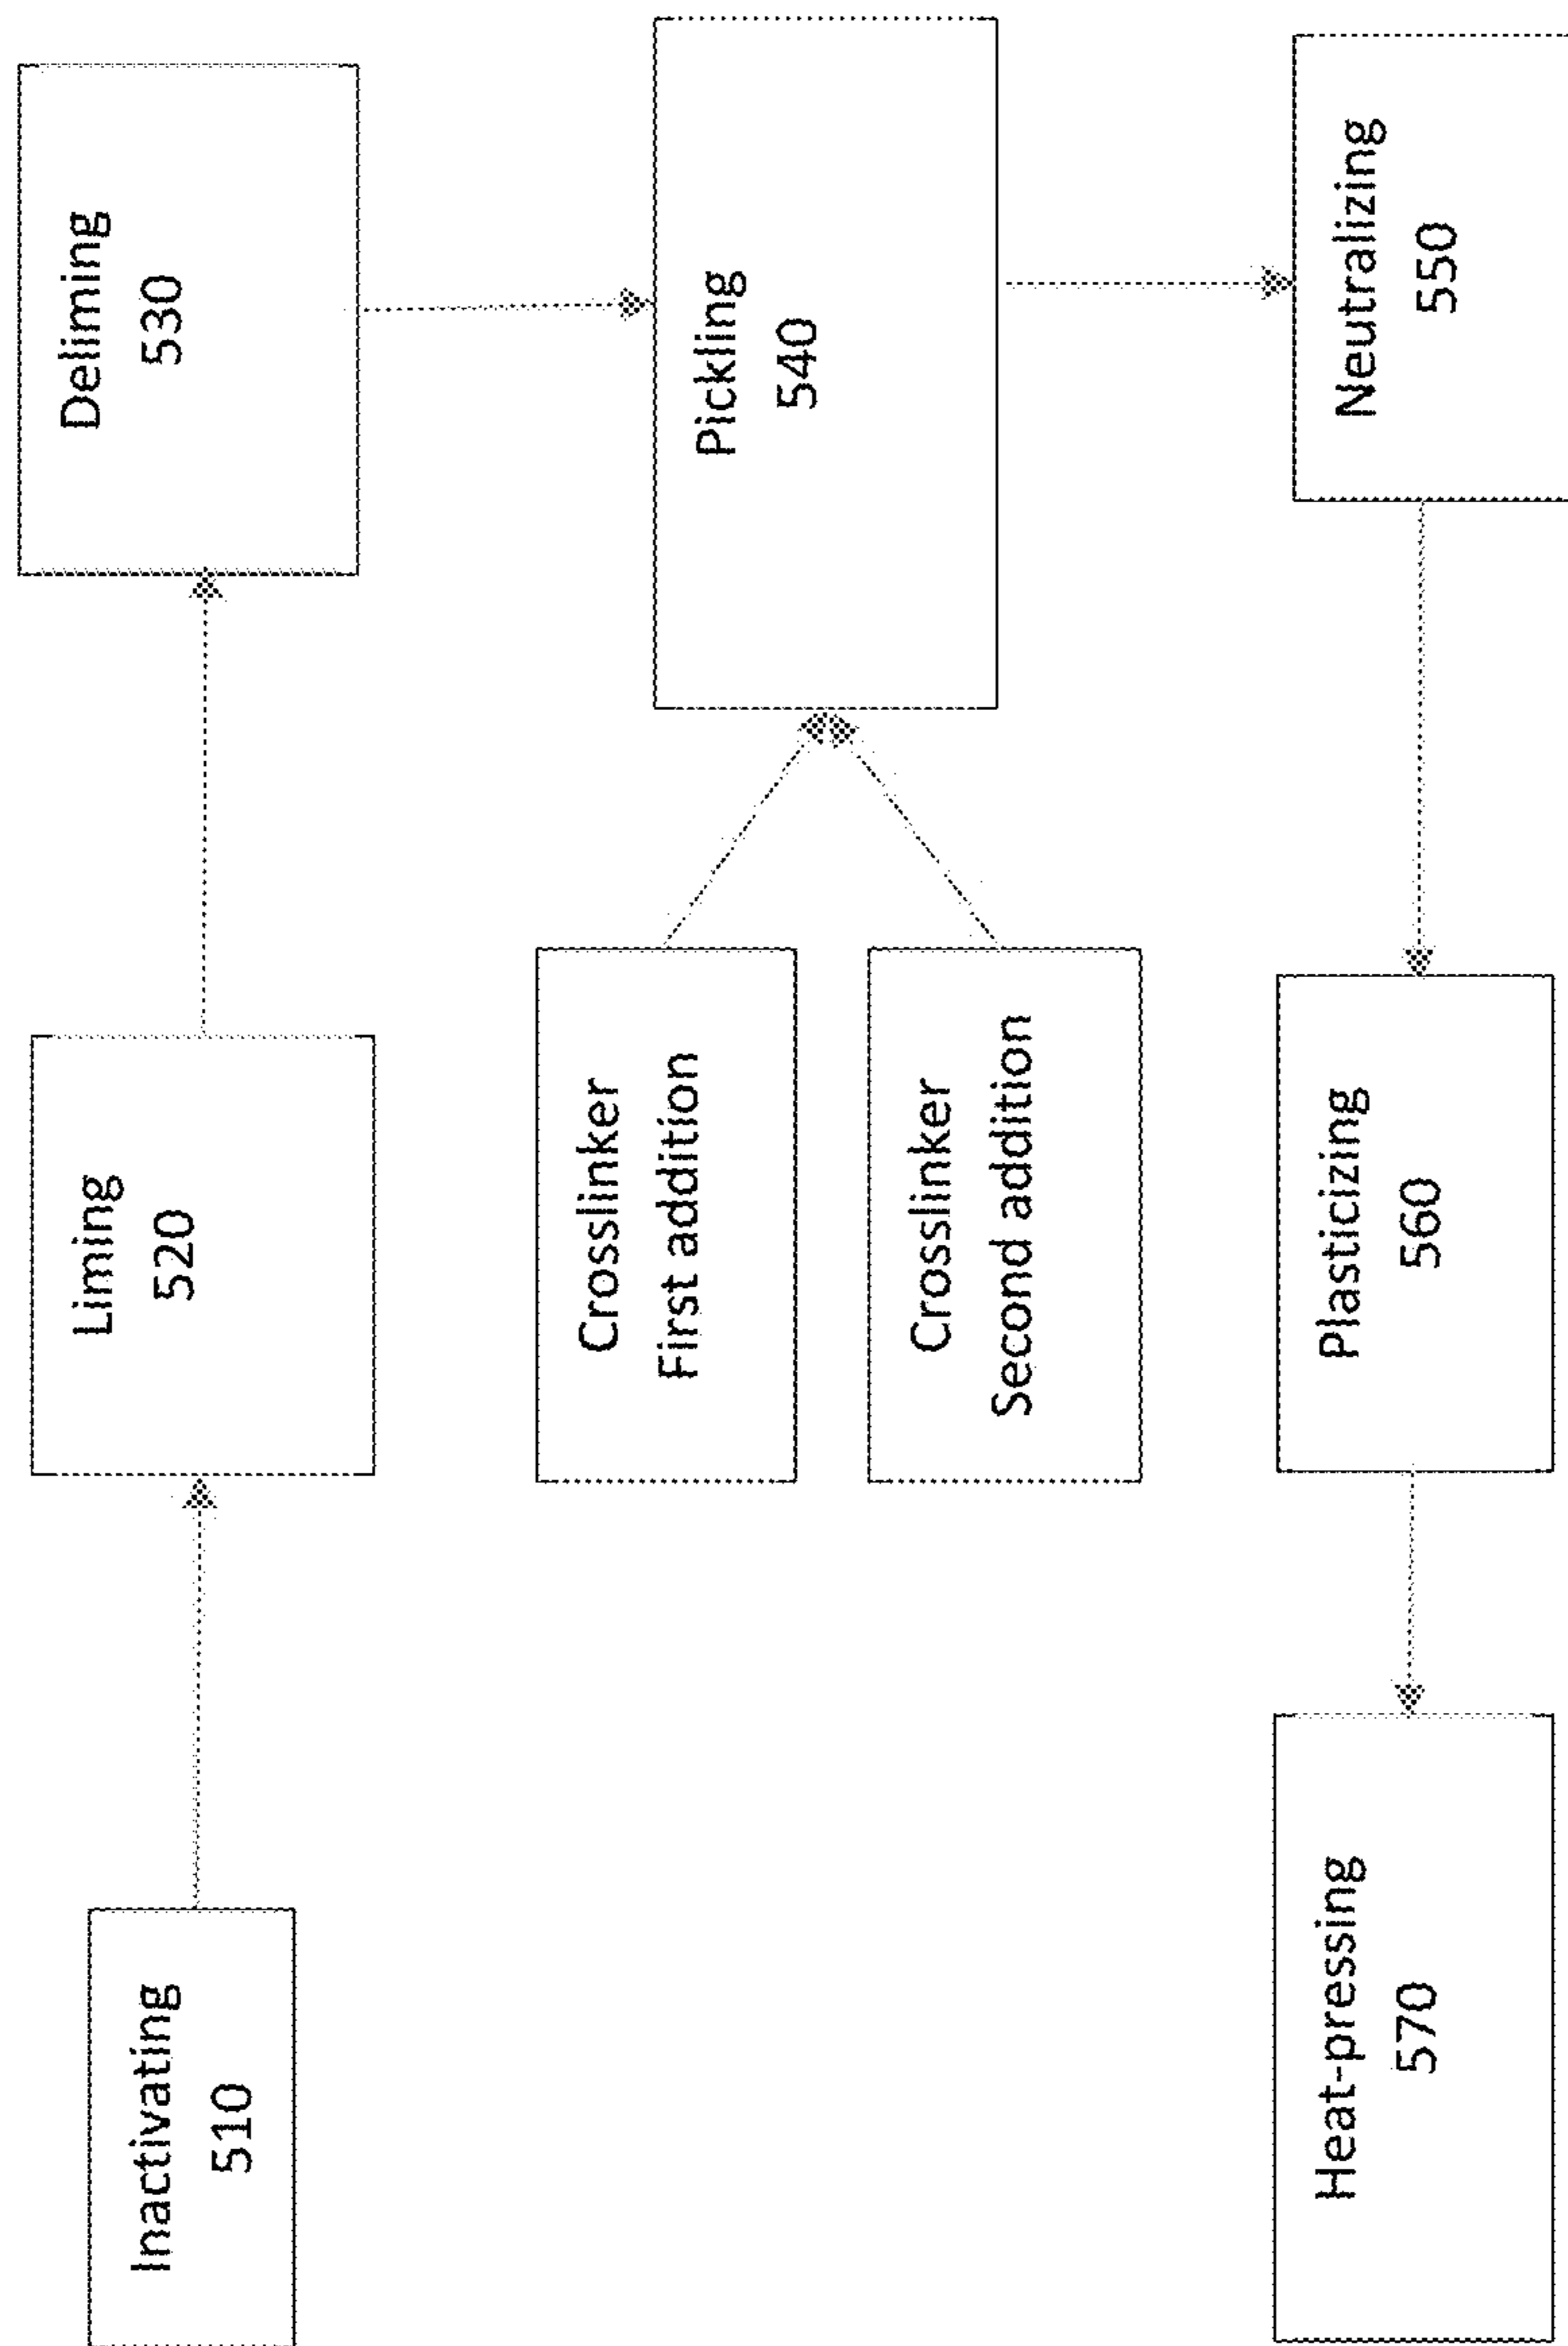 Inactivating
510
Liming
520
Deliming
530
Crosslinker
First addition
Crosslinker
Second addition
Pickling
540
Heat-pressing
570
Plasticizing
560
Neutralizing
550